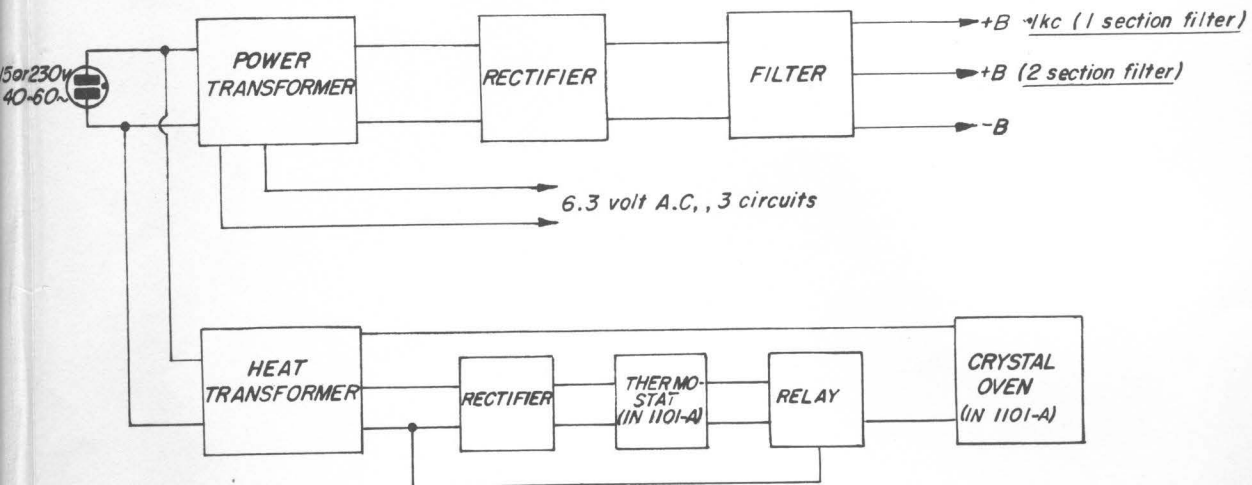 +B -1kc (1 section filter)
POWER
TRANSFORMER
RECTIFIER
FILTER
15or230v
40-60~
+B (2 section filter)
-B
6.3 volt A.C., 3 circuits
HEAT
TRANSFORMER
RECTIFIER
THERMO-
STAT
(IN 1101-A)
RELAY
CRYSTAL
OVEN
(IN 1101-A)